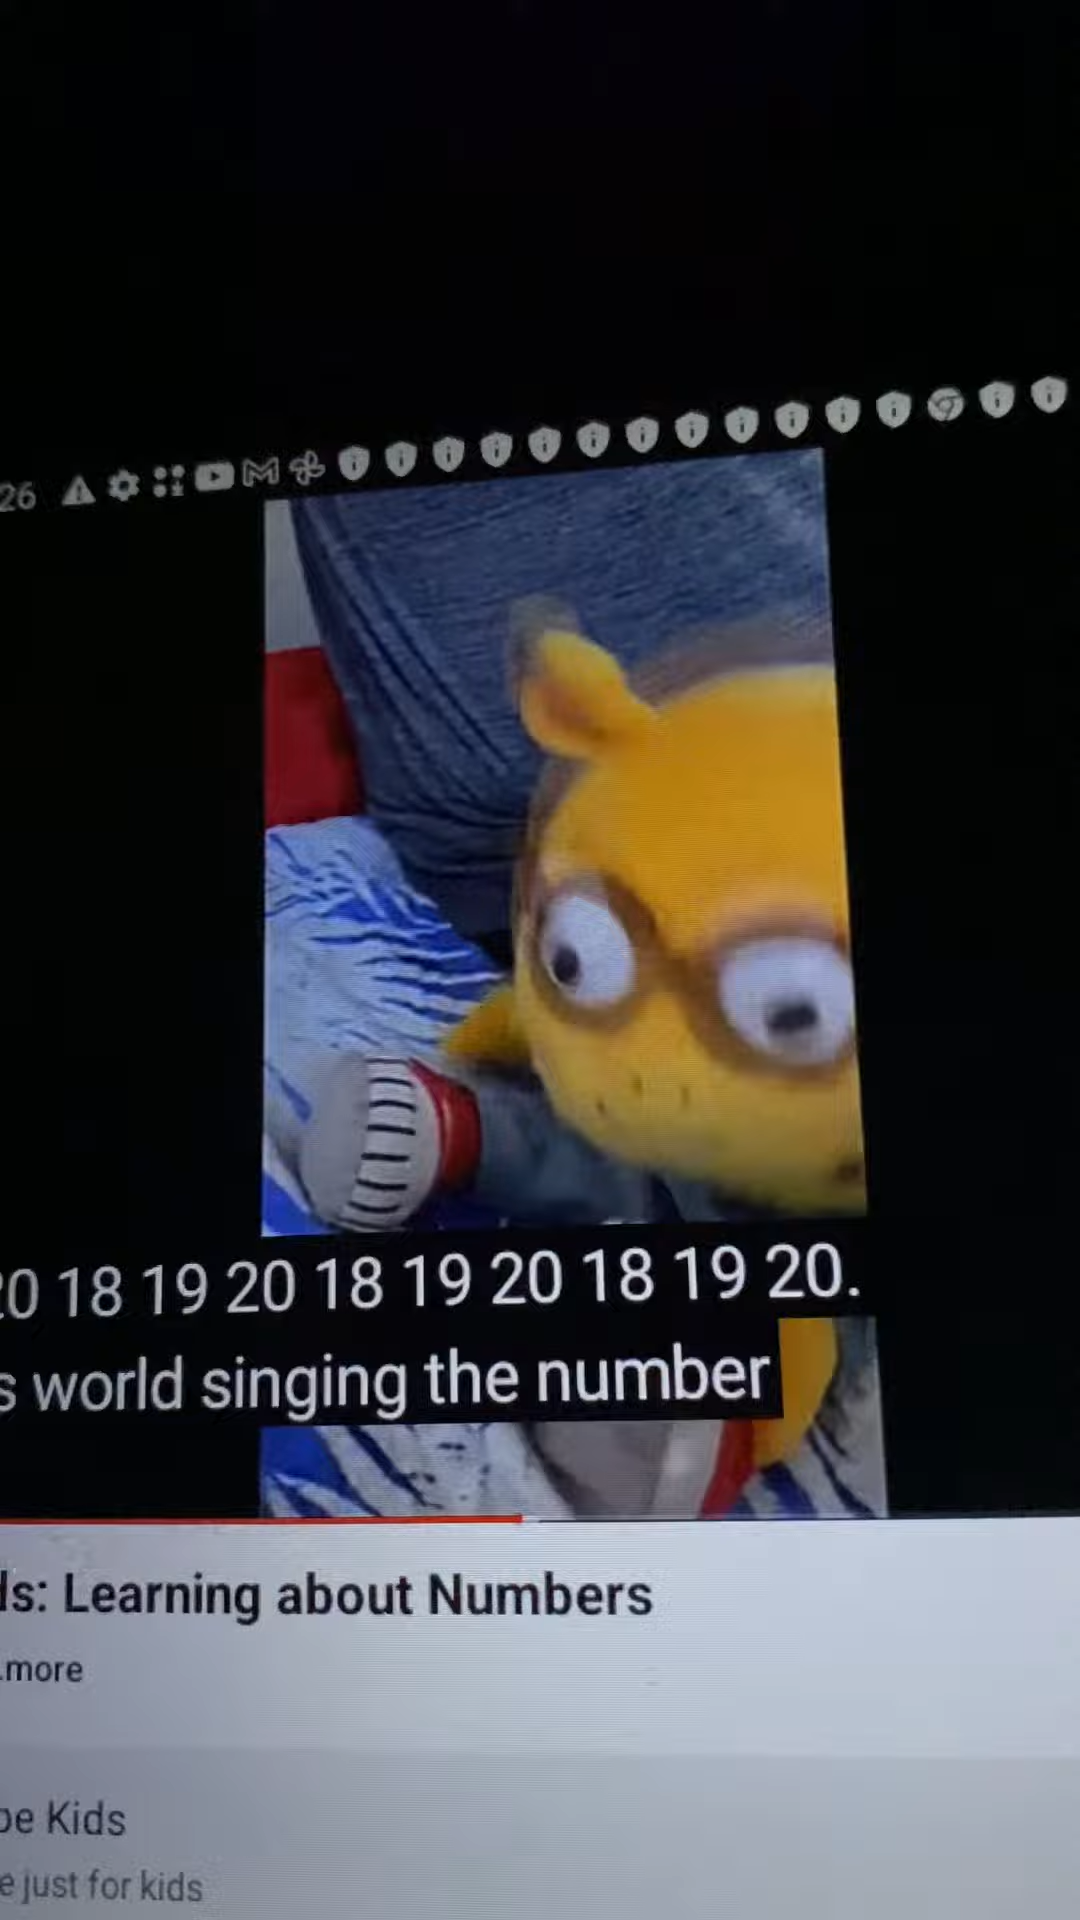 26
20 18 19 20 18 19 20 18 19 20.
s world singing the number
ds: Learning about Numbers
...more
be Kids
e just for kids